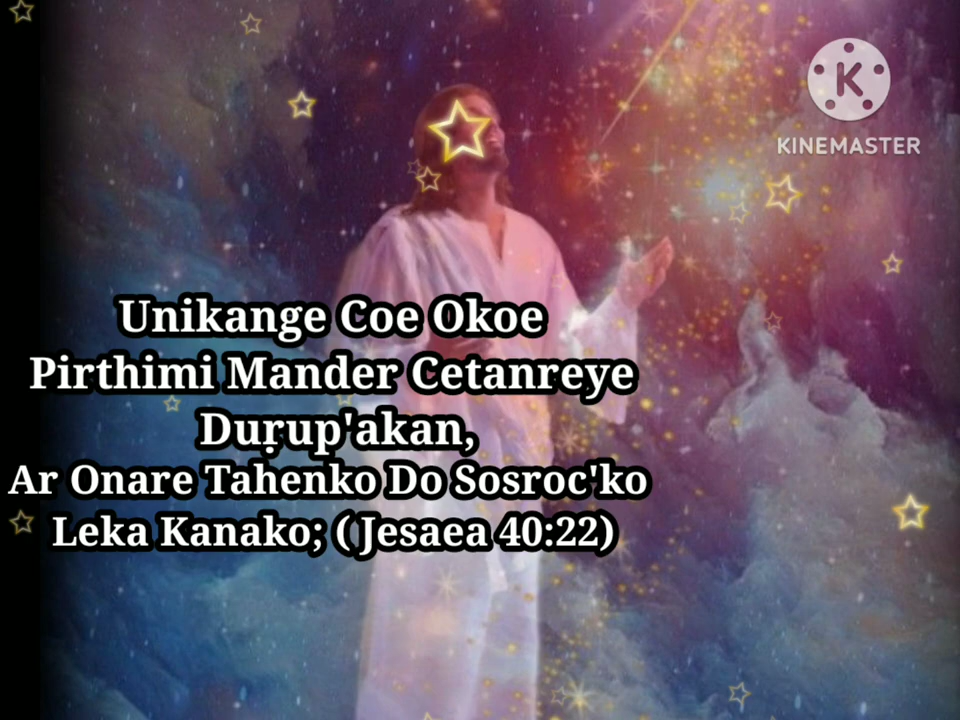 KINEMASTER
Unikange Coe Okoe
Pirthimi Mander Cetanreye
Duṛup'akan,
Ar Onare Tahenko Do Sosroc'ko
Leka Kanako; (Jesaea 40:22)